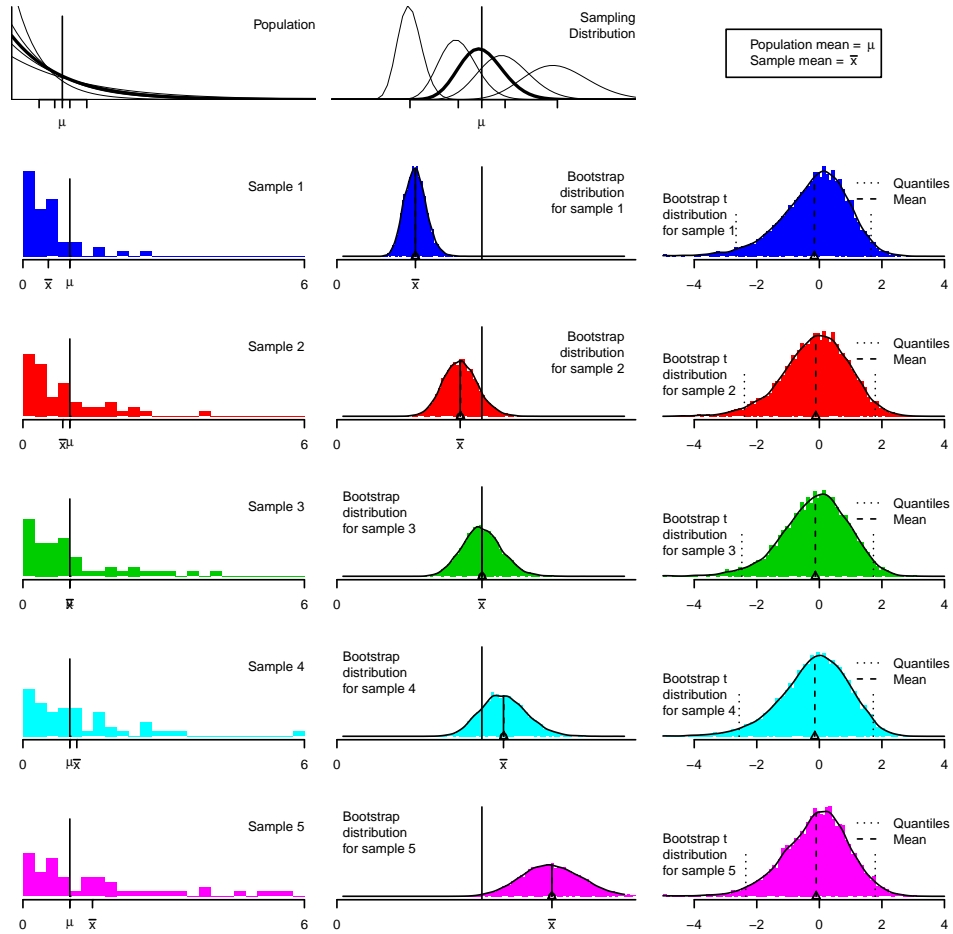 Population
μ
Sampling
Distribution
μ
Population mean = μ
Sample mean = x̄
Sample 1
0 x̄ μ 6
Bootstrap
distribution
for sample 1
0 x̄
Bootstrap t
distribution
for sample 1
Quantiles
Mean
−4 −2 0 2 4
Sample 2
0 x̄ μ 6
Bootstrap
distribution
for sample 2
0 x̄
Bootstrap t
distribution
for sample 2
Quantiles
Mean
−4 −2 0 2 4
Sample 3
0 x̄ μ 6
Bootstrap
distribution
for sample 3
0 x̄
Bootstrap t
distribution
for sample 3
Quantiles
Mean
−4 −2 0 2 4
Sample 4
0 μ x̄ 6
Bootstrap
distribution
for sample 4
0 x̄
Bootstrap t
distribution
for sample 4
Quantiles
Mean
−4 −2 0 2 4
Sample 5
0 μ x̄ 6
Bootstrap
distribution
for sample 5
0 x̄
Bootstrap t
distribution
for sample 5
Quantiles
Mean
−4 −2 0 2 4